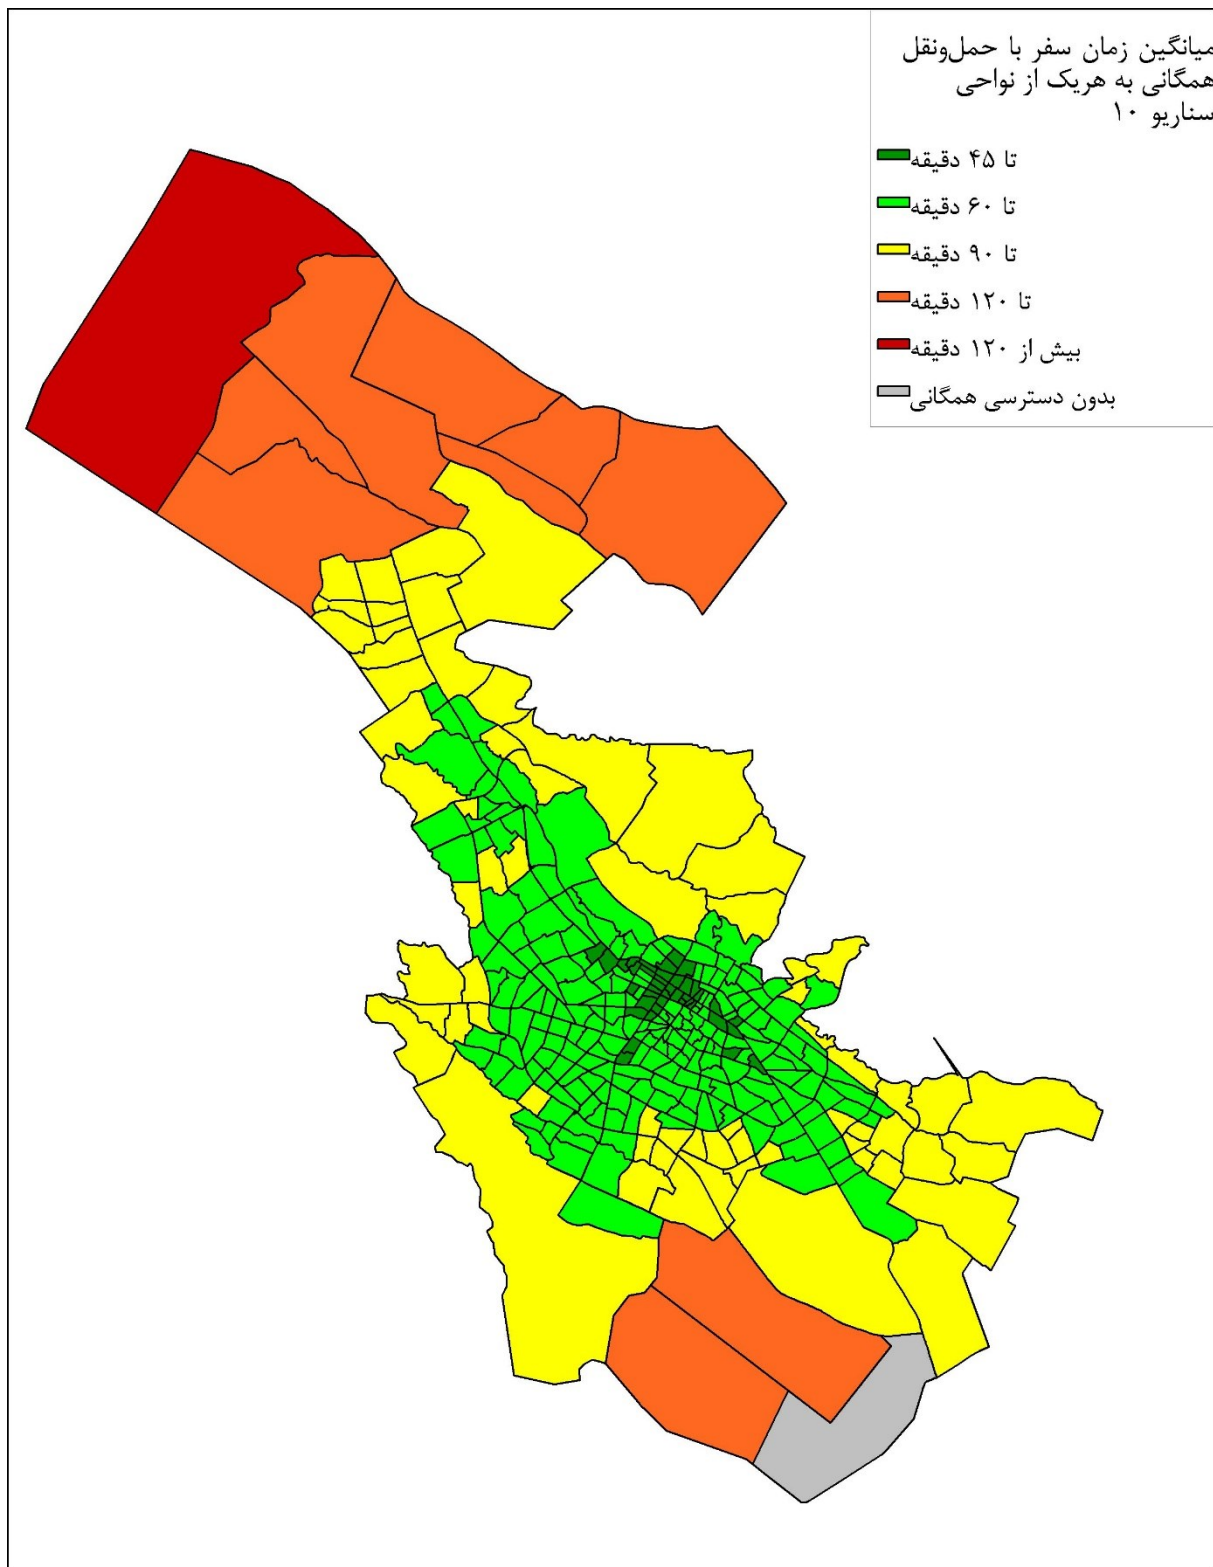 میانگین زمان سفر با حمل‌ونقل
همگانی به هریک از نواحی
سناریو ۱۰
تا ۴۵ دقیقه
تا ۶۰ دقیقه
تا ۹۰ دقیقه
تا ۱۲۰ دقیقه
بیش از ۱۲۰ دقیقه
بدون دسترسی همگانی